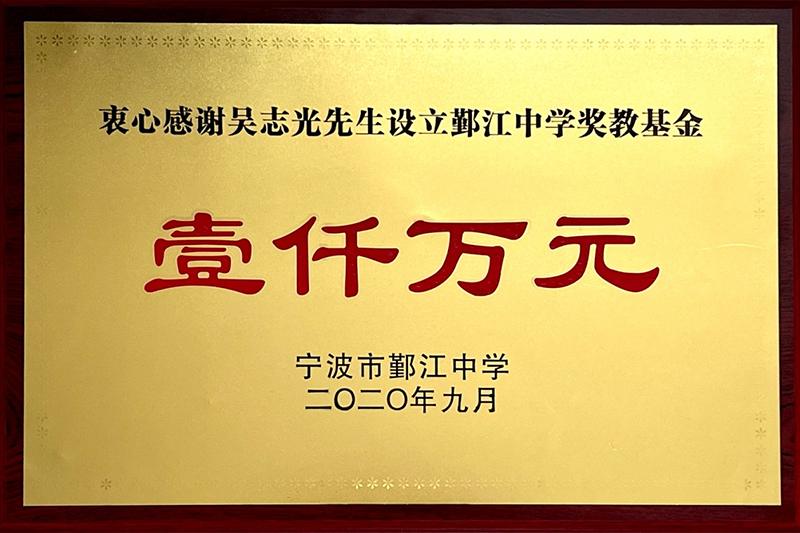 衷心感谢吴志光先生设立鄞江中学奖教基金
壹仟万元
宁波市鄞江中学
二〇二〇年九月